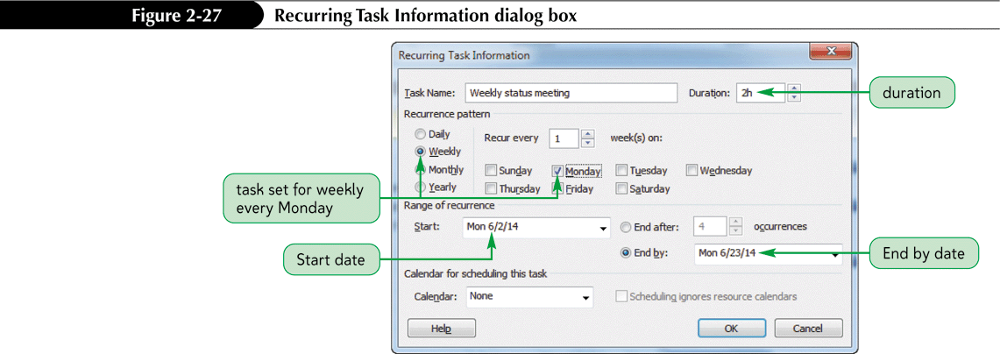 Figure 2-27 Recurring Task Information dialog box
Recurring Task Information
Task Name: Weekly status meeting Duration: 2h
duration
Recurrence pattern
Daily Recur every 1 week(s) on:
Weekly
Monthly Sunday Monday Tuesday Wednesday
Yearly Thursday Friday Saturday
task set for weekly
every Monday
Range of recurrence
Start: Mon 6/2/14 End after: 4 occurrences
End by: Mon 6/23/14
Start date
End by date
Calendar for scheduling this task
Calendar: None Scheduling ignores resource calendars
Help OK Cancel